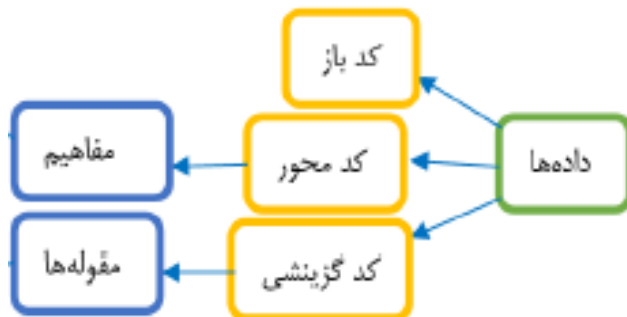 کد باز
داده‌ها
کد محور
مفاهیم
کد گزینشی
مقوله‌ها